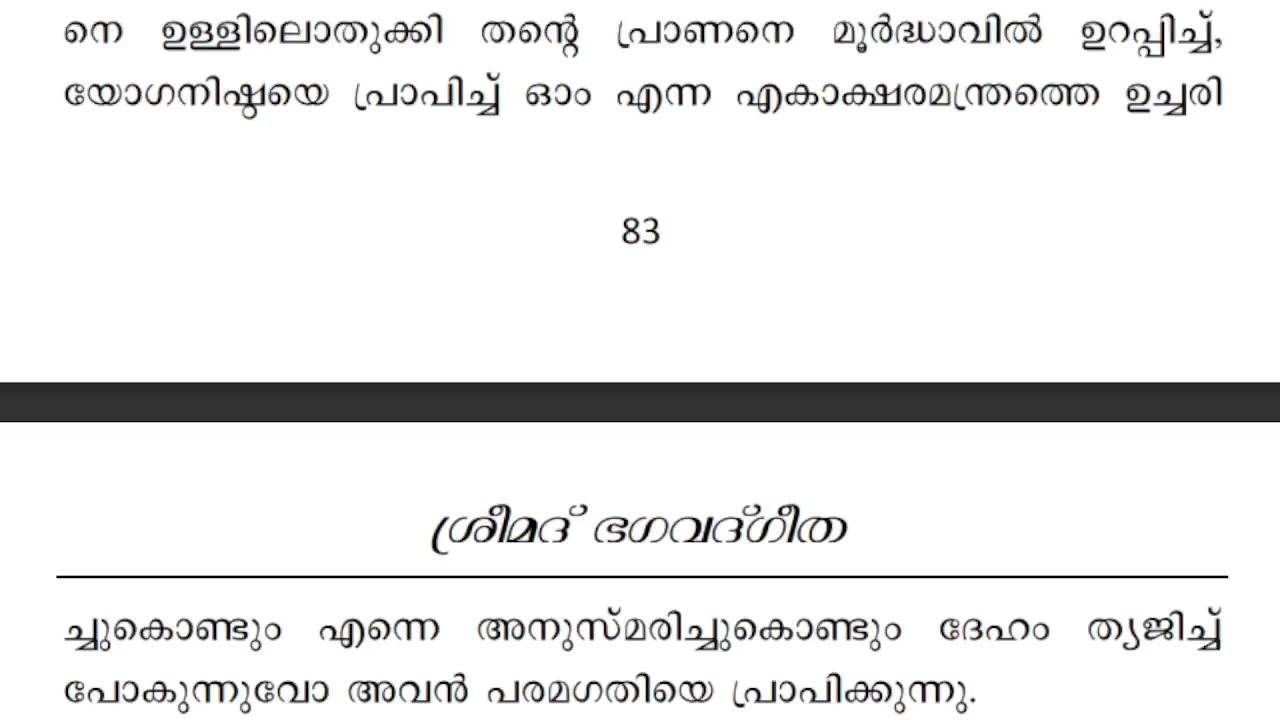 നെ ഉള്ളിലൊതുക്കി തന്റെ പ്രാണനെ മൂർദ്ധാവിൽ ഉറപ്പിച്ച്,
യോഗനിഷ്ഠയെ പ്രാപിച്ച് ഓം എന്ന എകാക്ഷരമന്ത്രത്തെ ഉച്ചരി
83
ശ്രീമദ് ഭഗവദ്ഗീത
ച്ചുകൊണ്ടും എന്നെ അനുസ്മരിച്ചുകൊണ്ടും ദേഹം ത്യജിച്ച്
പോകുന്നുവോ അവൻ പരമഗതിയെ പ്രാപിക്കുന്നു.